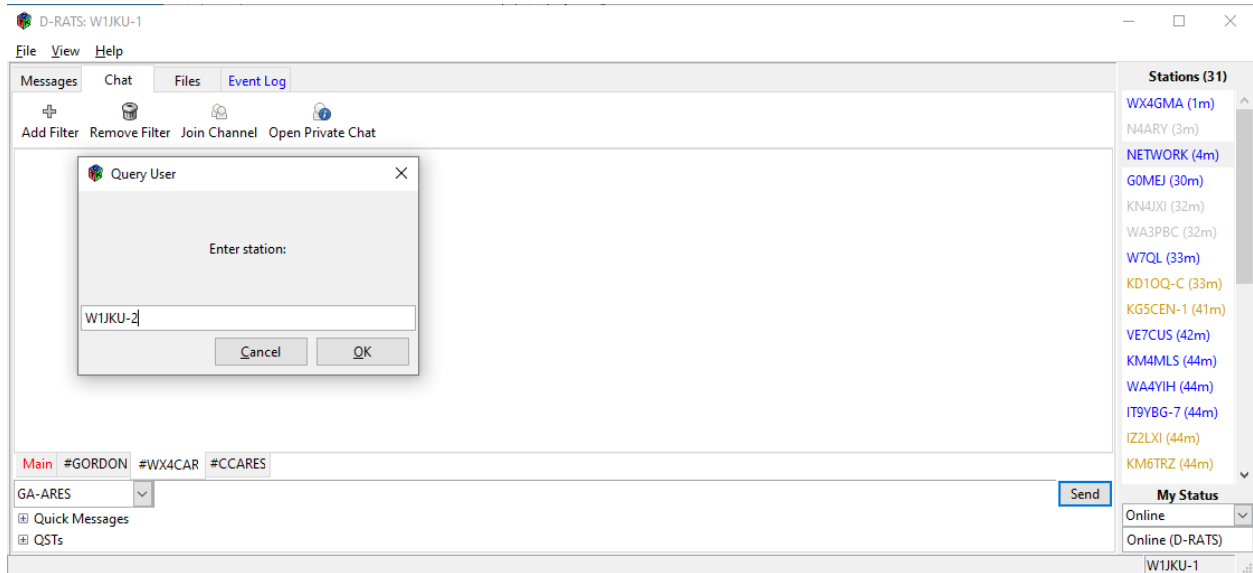 D-RATS: W1JKU-1
File View Help
Messages Chat Files Event Log
Add Filter Remove Filter Join Channel Open Private Chat
Query User
Enter station:
W1JKU-2
Cancel OK
Main #GORDON #WX4CAR #CCARES
GA-ARES Send
Quick Messages
QSTs
Stations (31)
WX4GMA (1m)
N4ARY (3m)
NETWORK (4m)
G0MEJ (30m)
KN4JXI (32m)
WA3PBC (32m)
W7QL (33m)
KD1OQ-C (33m)
KG5CEN-1 (41m)
VE7CUS (42m)
KM4MLS (44m)
WA4YIH (44m)
IT9YBG-7 (44m)
IZ2LXI (44m)
KM6TRZ (44m)
My Status
Online
Online (D-RATS)
W1JKU-1